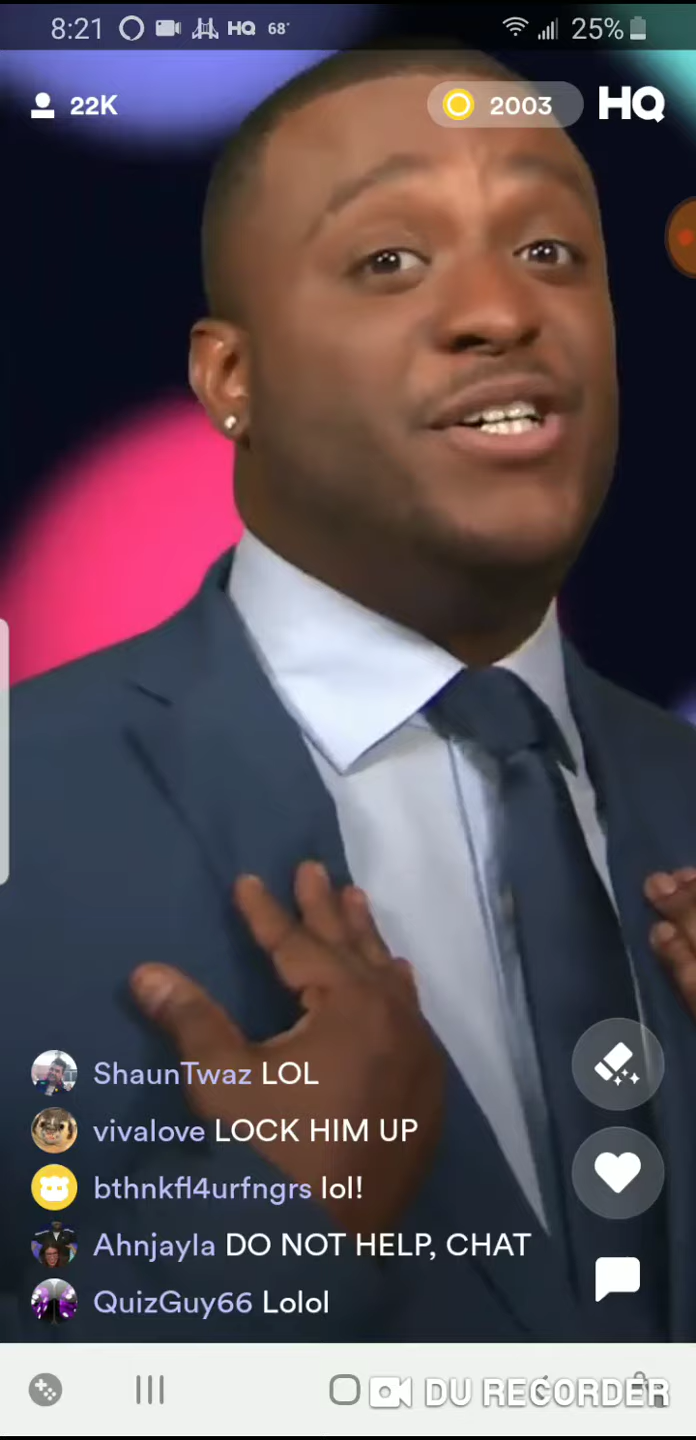 8:21 HQ 68° 25%
22K 2003 HQ
ShaunTwaz LOL
vivalove LOCK HIM UP
bthnkfl4urfngrs lol!
Ahnjayla DO NOT HELP, CHAT
QuizGuy66 Lolol
DU RECORDER